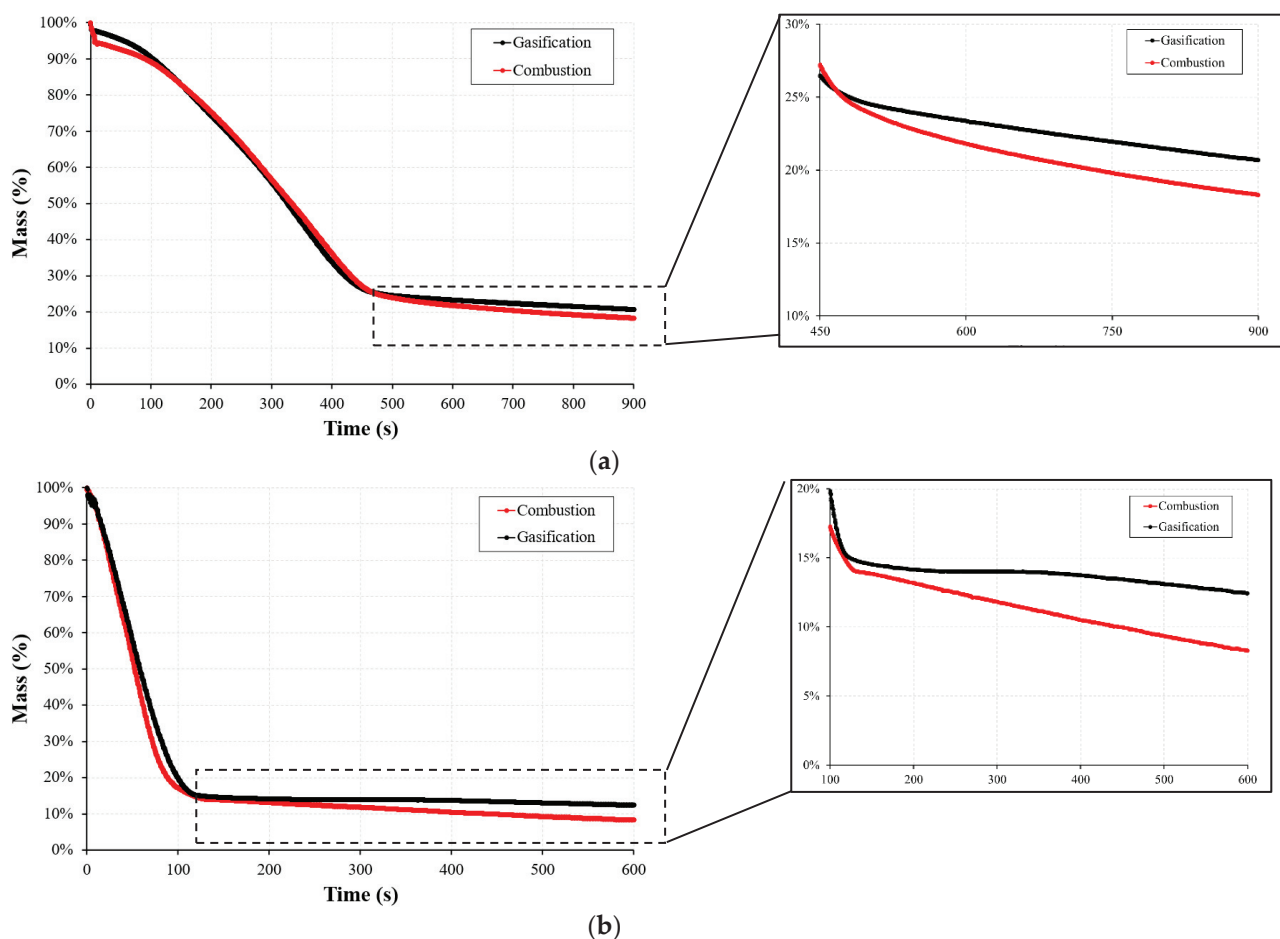 100%
90%
80%
70%
60%
50%
40%
30%
20%
10%
0%
Mass (%)
0 100 200 300 400 500 600 700 800 900
Time (s)
Gasification
Combustion
30%
25%
20%
15%
10%
450 600 750 900
Gasification
Combustion
(a)
100%
90%
80%
70%
60%
50%
40%
30%
20%
10%
0%
Mass (%)
0 100 200 300 400 500 600
Time (s)
Combustion
Gasification
20%
15%
10%
5%
0%
100 200 300 400 500 600
Combustion
Gasification
(b)